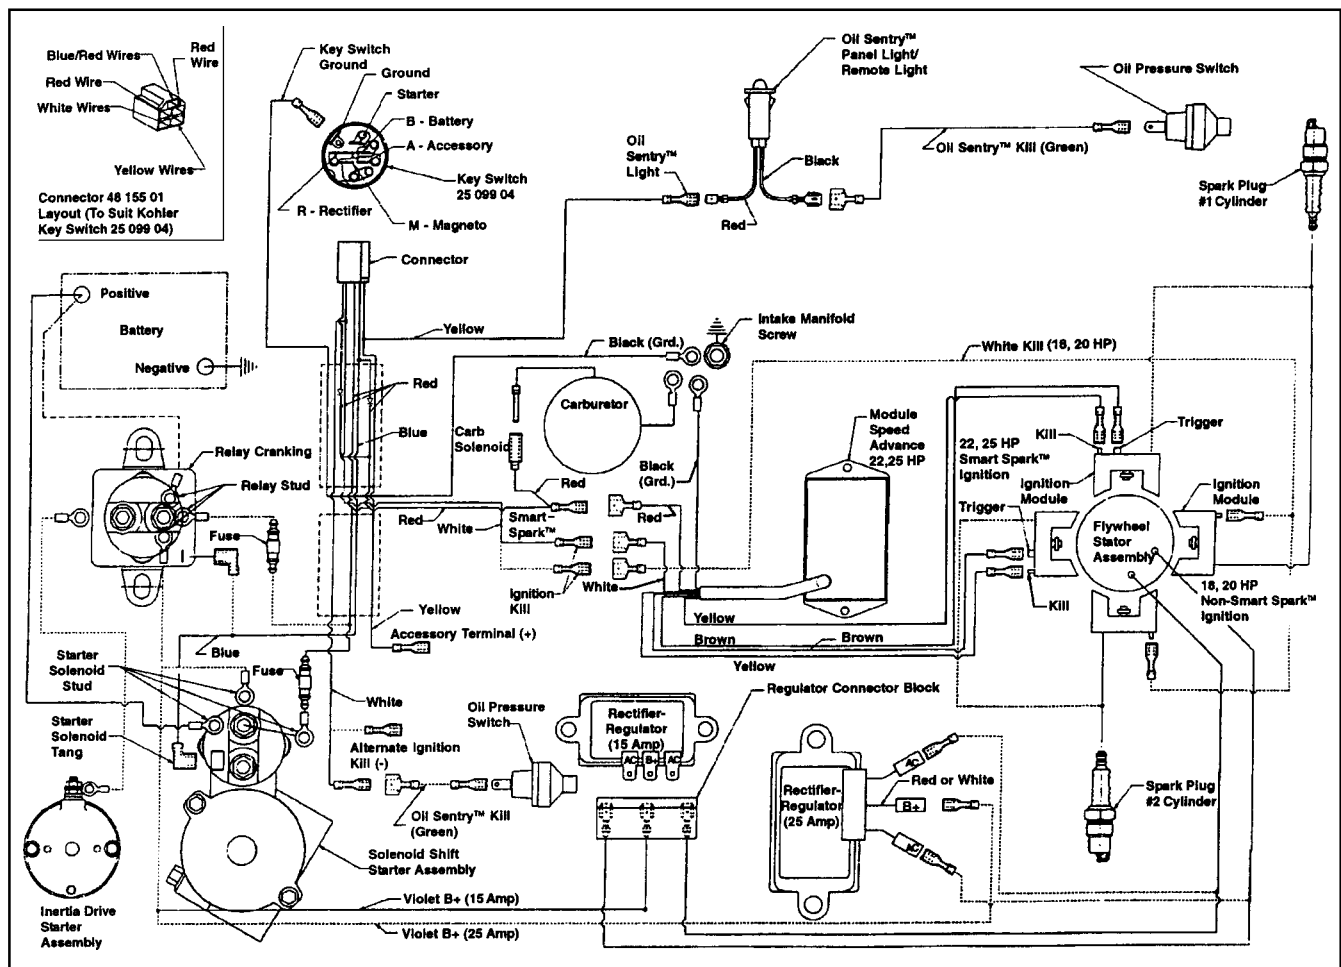 Blue/Red Wires
Red
Wire
Red Wire
White Wires
Yellow Wires
Connector 48 155 01
Layout (To Suit Kohler
Key Switch 25 099 04)
Key Switch
Ground
Ground
Starter
B - Battery
A - Accessory
Key Switch
25 099 04
R - Rectifier
M - Magneto
Connector
Oil Sentry™
Panel Light/
Remote Light
Oil Pressure Switch
Oil
Sentry™
Light
Black
Red
Oil Sentry™ Kill (Green)
Spark Plug
#1 Cylinder
Positive
Battery
Negative
Yellow
Black (Grd.)
Intake Manifold
Screw
White Kill (18, 20 HP)
Red
Blue
Carb
Solenoid
Carburetor
Black
(Grd.)
Module
Speed
Advance
22,25 HP
22, 25 HP
Smart Spark™
Ignition
Kill
Trigger
Ignition
Module
Ignition
Module
Trigger
Flywheel
Stator
Assembly
Kill
18, 20 HP
Non-Smart Spark™
Ignition
Relay Cranking
Relay Stud
Fuse
I
Red
White
Smart-
Spark™
Red
Red
Ignition
Kill
White
Yellow
Brown
Brown
Yellow
Yellow
Accessory Terminal (+)
Blue
Starter
Solenoid
Stud
Fuse
White
Starter
Solenoid
Tang
Alternate Ignition
Kill (-)
Oil Pressure
Switch
Oil Sentry™ Kill
(Green)
Rectifier-
Regulator
(15 Amp)
AC
B+
AC
Regulator Connector Block
Rectifier-
Regulator
(25 Amp)
AC
Red or White
B+
AC
Spark Plug
#2 Cylinder
Solenoid Shift
Starter Assembly
Inertia Drive
Starter
Assembly
Violet B+ (15 Amp)
Violet B+ (25 Amp)